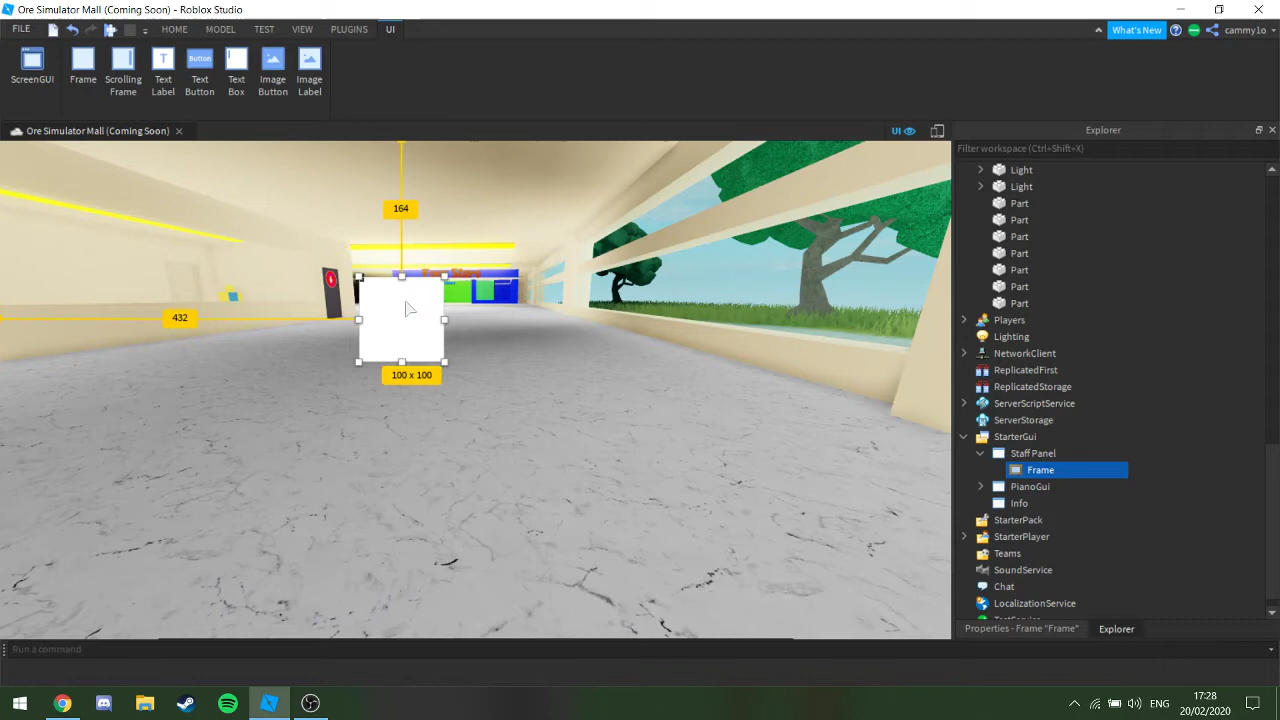 Ore Simulator Mall (Coming Soon) - Roblox Studio
FILE HOME MODEL TEST VIEW PLUGINS UI What's New cammy1o
ScreenGUI Frame Scrolling Frame Text Label Button Text Button Text Box Image Button Image Label
Ore Simulator Mall (Coming Soon) UI
Explorer
Filter workspace (Ctrl+Shift+X)
Light
Light
Part
Part
Part
Part
Part
Part
Part
Players
Lighting
NetworkClient
ReplicatedFirst
ReplicatedStorage
ServerScriptService
ServerStorage
StarterGui
Staff Panel
Frame
PianoGui
Info
StarterPack
StarterPlayer
Teams
SoundService
Chat
LocalizationService
TestService
Properties - Frame "Frame" Explorer
164
432
100 x 100
Run a command
ENG
17:28
20/02/2020